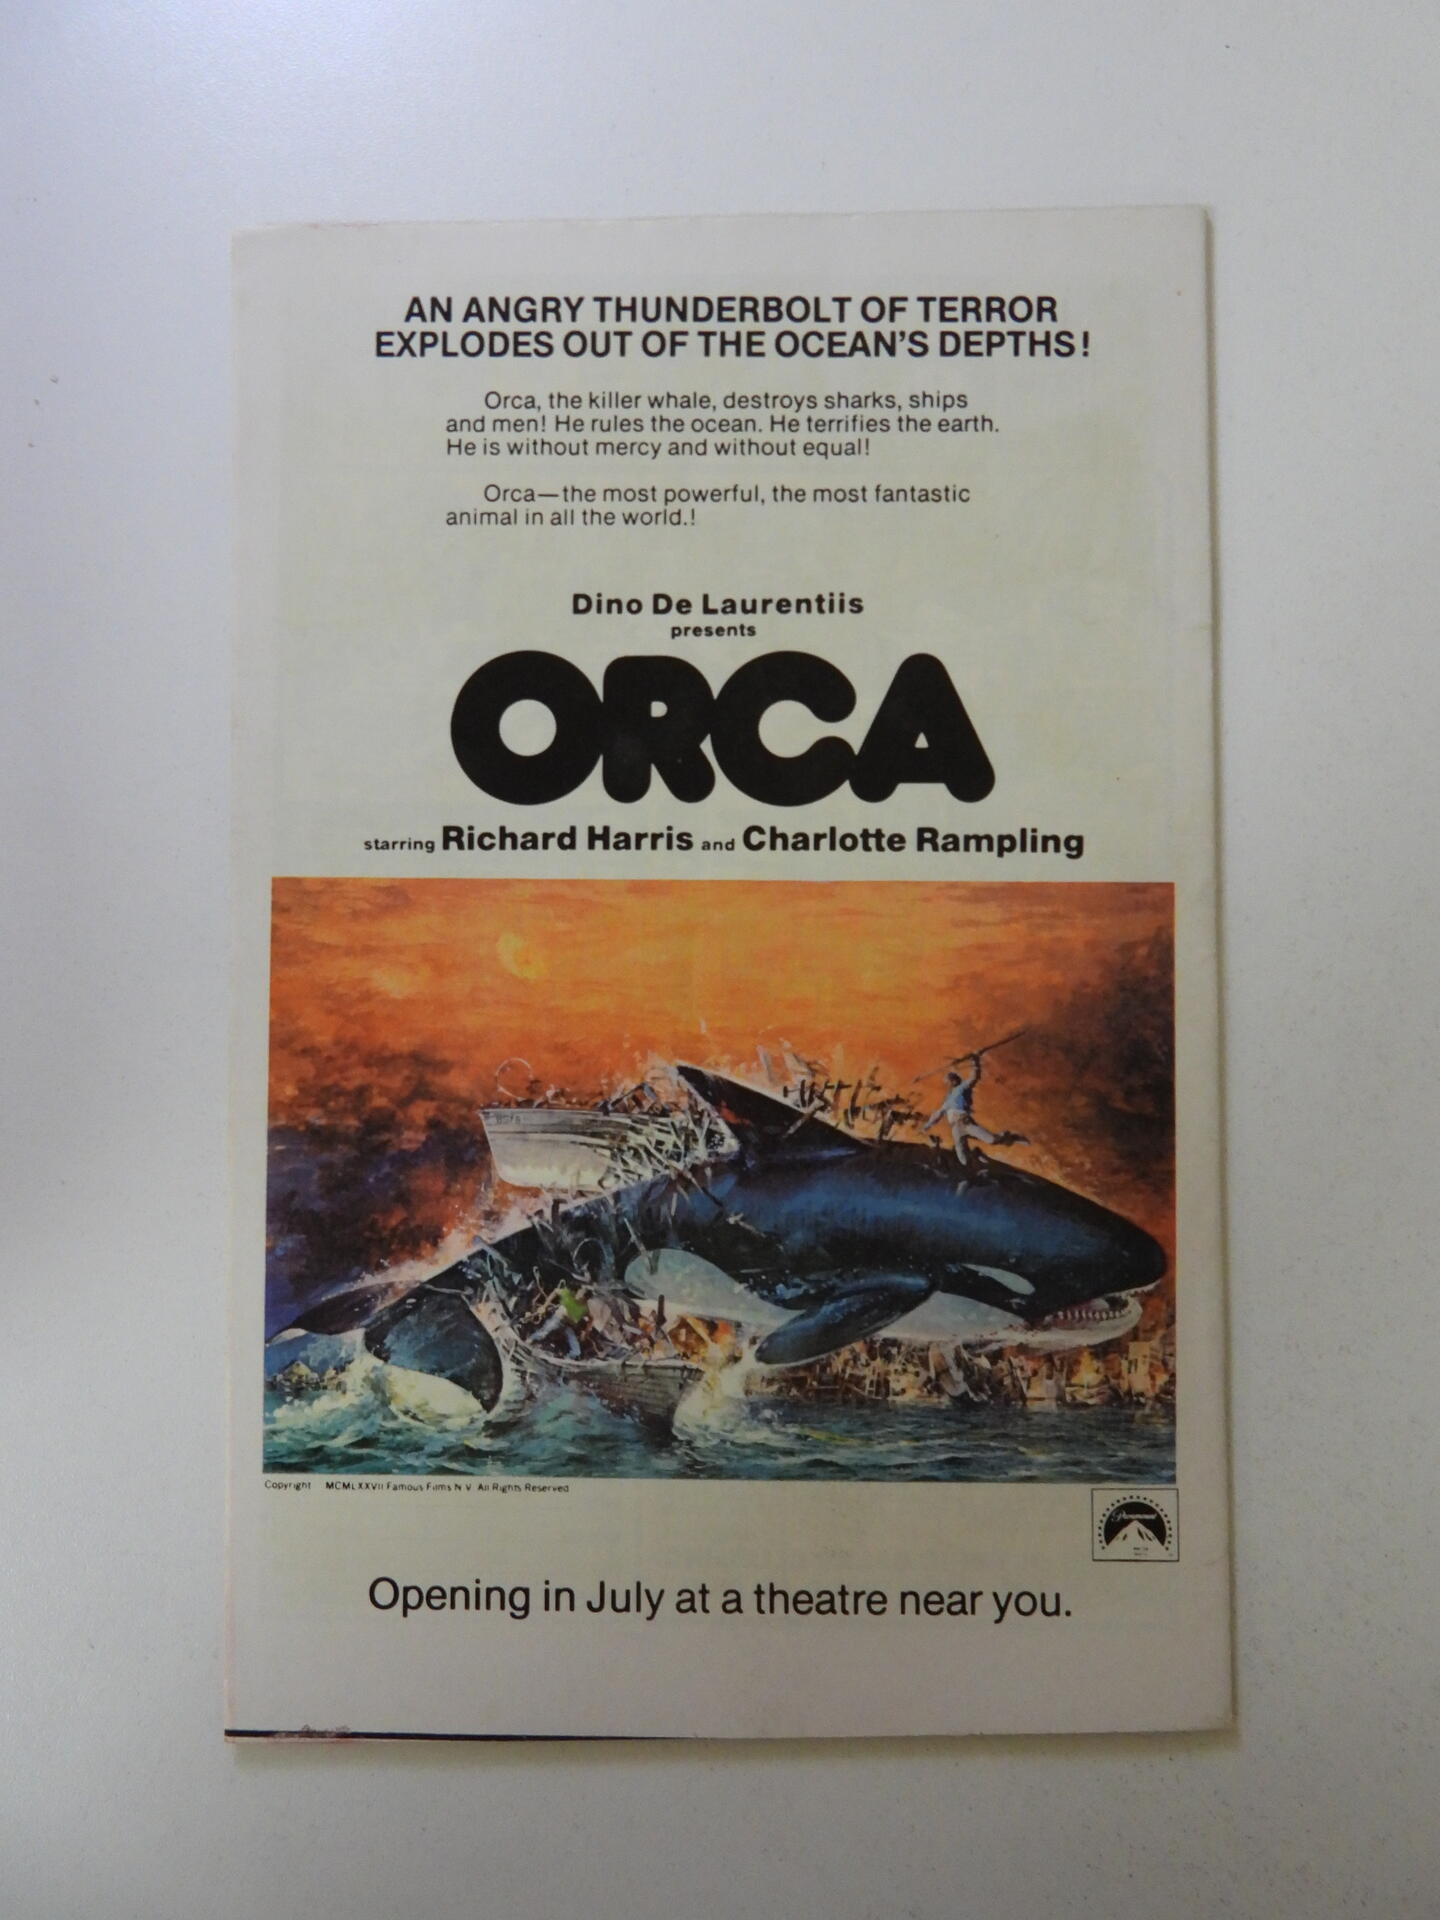 AN ANGRY THUNDERBOLT OF TERROR
EXPLODES OUT OF THE OCEAN'S DEPTHS!
Orca, the killer whale, destroys sharks, ships
and men! He rules the ocean. He terrifies the earth.
He is without mercy and without equal!
Orca—the most powerful, the most fantastic
animal in all the world.!
Dino De Laurentiis
presents
ORCA
starring Richard Harris and Charlotte Rampling
Copyright MCMLXXVII Famous Films N V All Rights Reserved
Paramount
Opening in July at a theatre near you.